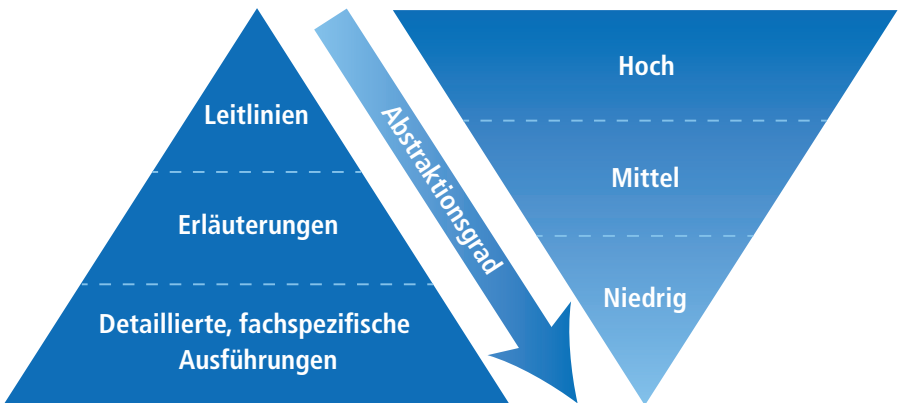 Leitlinien
Erläuterungen
Detaillierte, fachspezifische
Ausführungen
Abstraktionsgrad
Hoch
Mittel
Niedrig